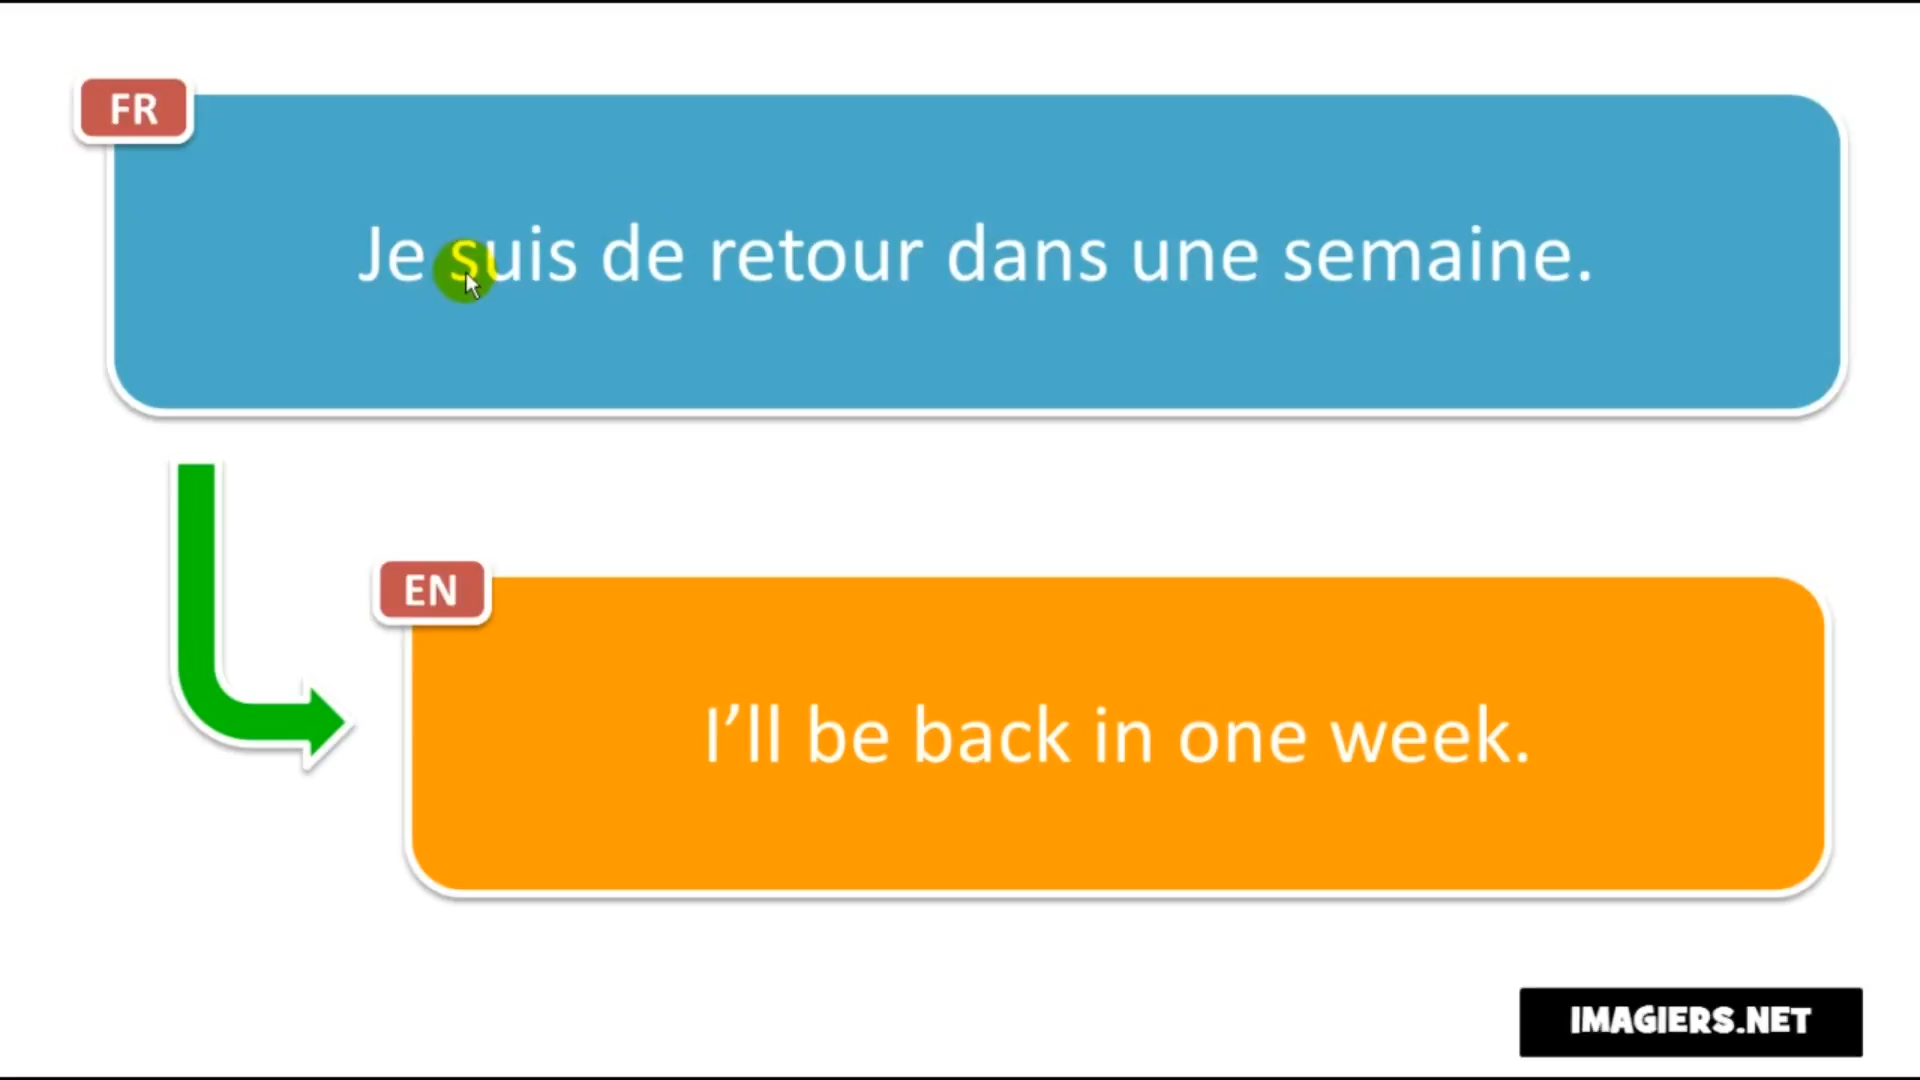 FR
Je suis de retour dans une semaine.
EN
I’ll be back in one week.
IMAGIERS.NET